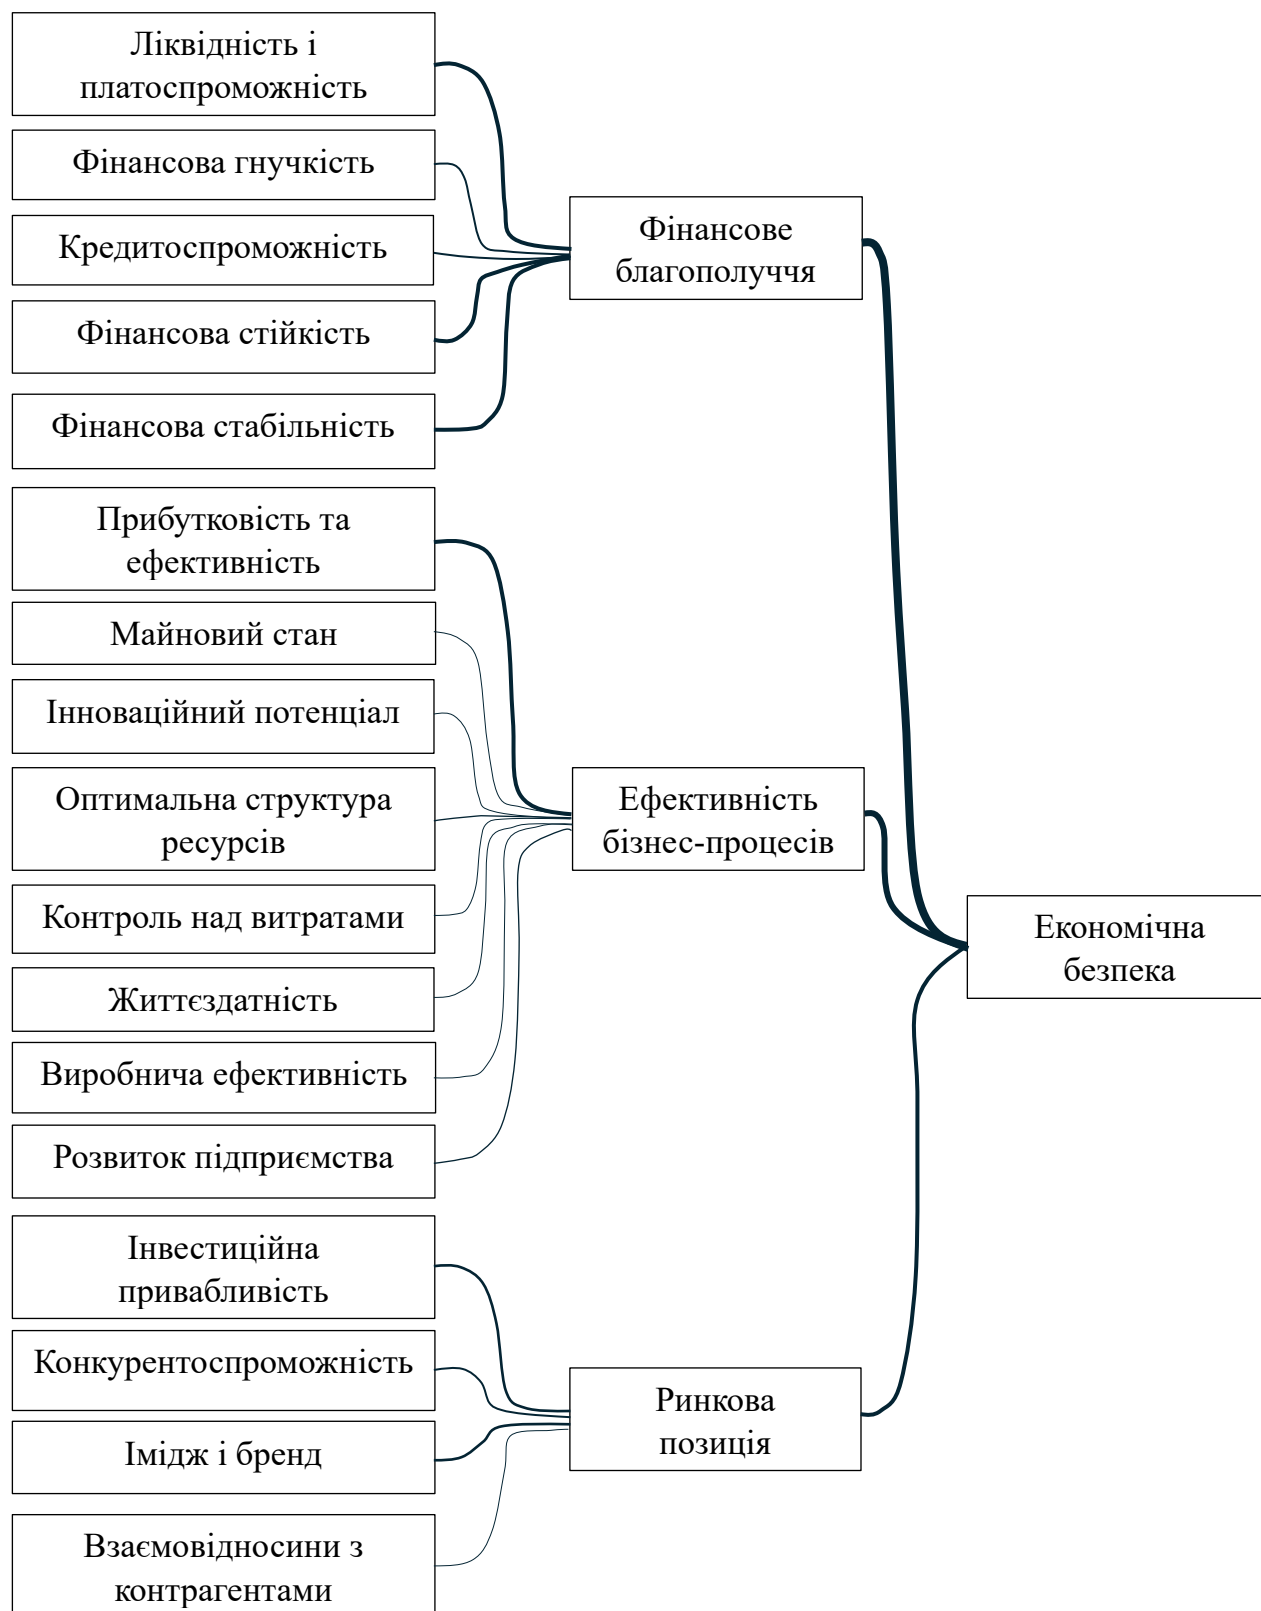 Ліквідність і
платоспроможність
Фінансова гнучкість
Кредитоспроможність
Фінансова стійкість
Фінансова стабільність
Фінансове
благополуччя
Прибутковість та
ефективність
Майновий стан
Інноваційний потенціал
Оптимальна структура
ресурсів
Контроль над витратами
Життєздатність
Виробнича ефективність
Розвиток підприємства
Ефективність
бізнес-процесів
Економічна
безпека
Інвестиційна
привабливість
Конкурентоспроможність
Імідж і бренд
Взаємовідносини з
контрагентами
Ринкова
позиція